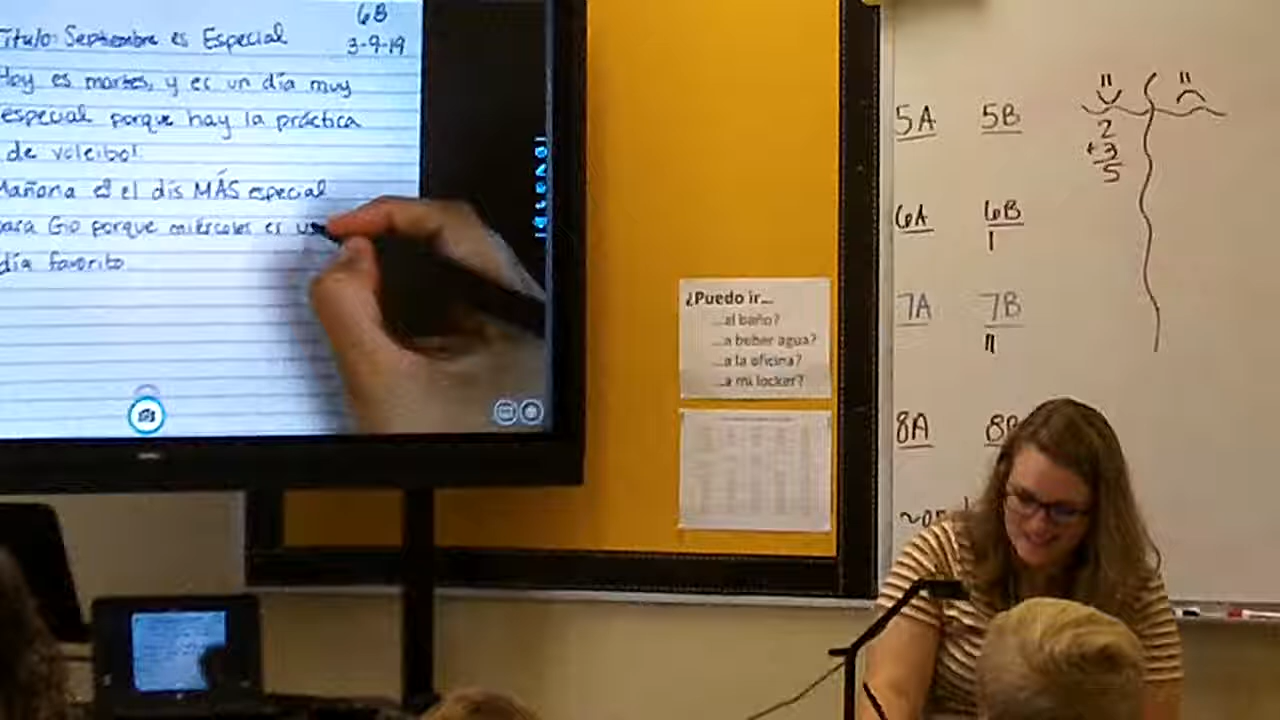 6B
Título: Septiembre es Especial
3-9-19
Hoy es martes, y es un día muy
especial porque hay la práctica
de voleibol.
Mañana es el día MÁS especial
para Gio porque miércoles es
día favorito
¿Puedo ir...
...al baño?
...a beber agua?
...a la oficina?
...a mi locker?
5A 5B
6A 6B
7A 7B
8A
2
+3
5